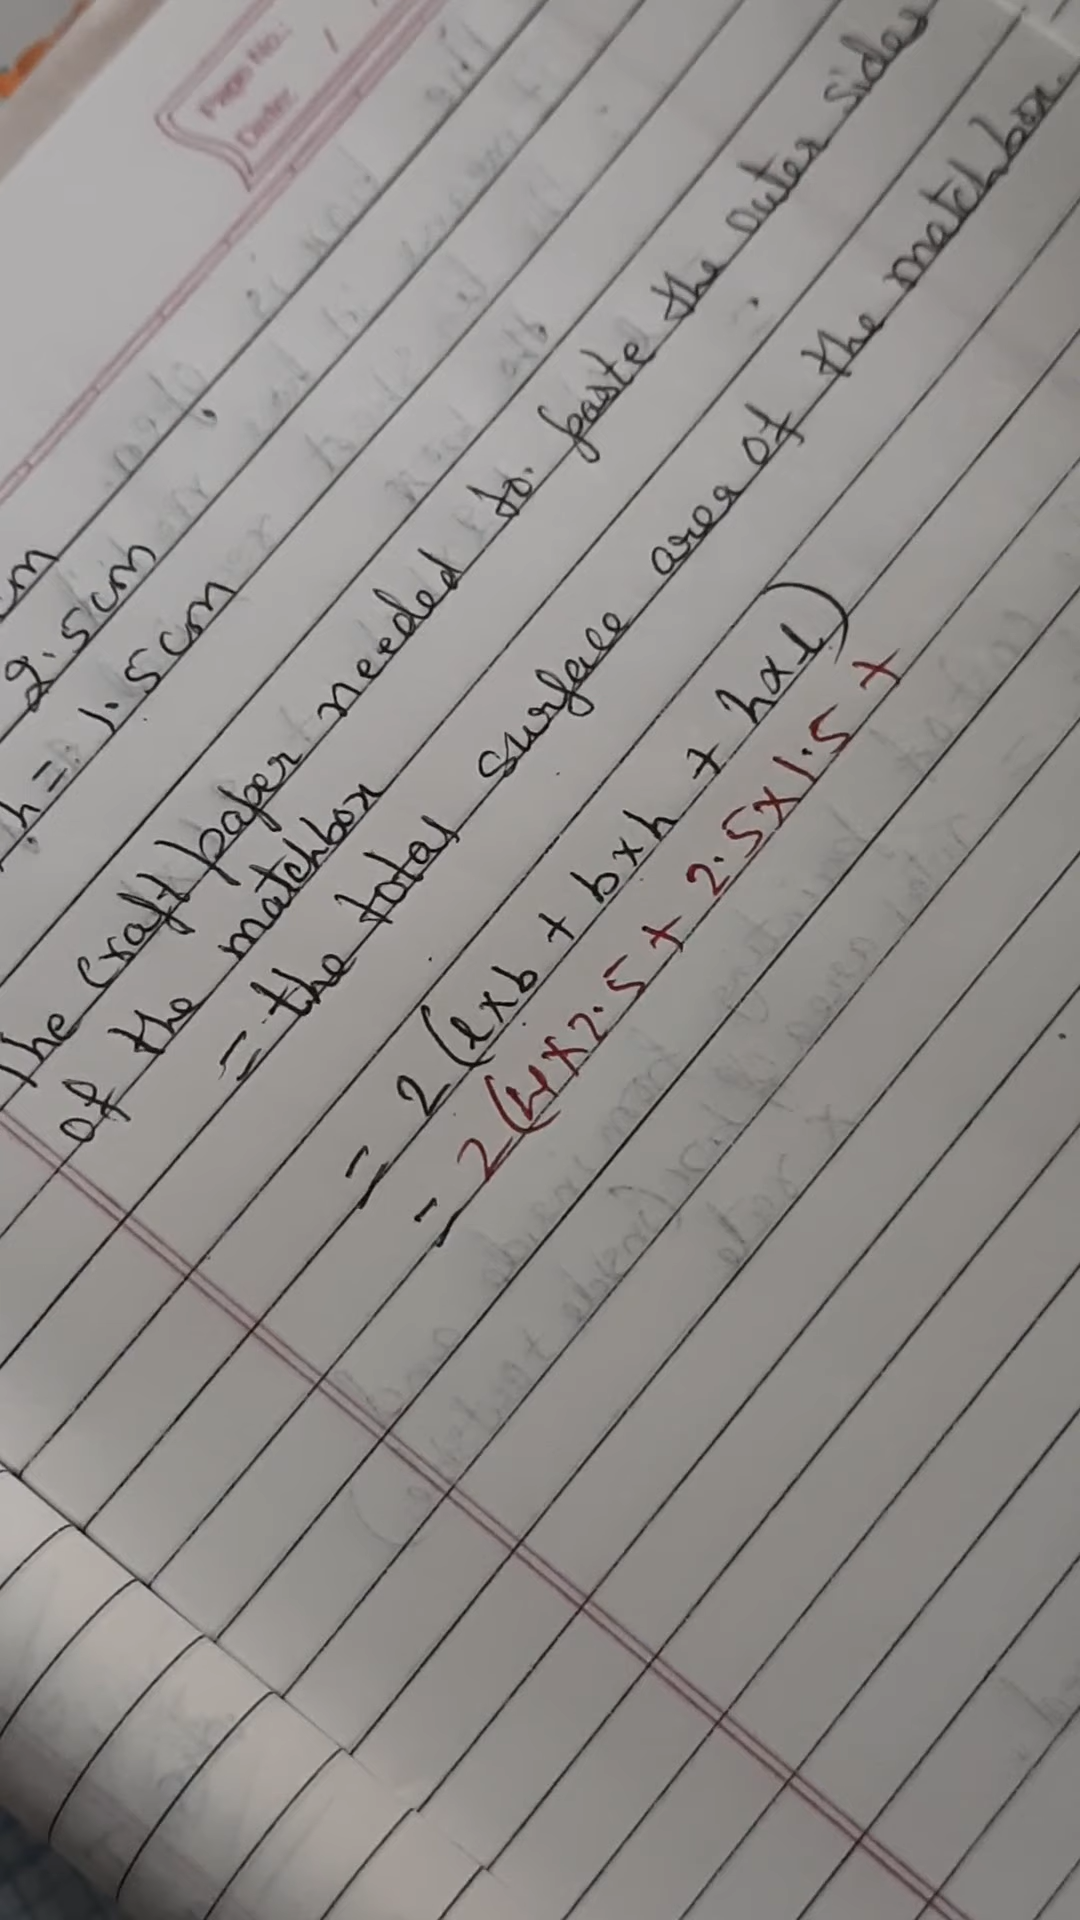 Page No.:
Date:
cm
2.5cm
h = 1.5cm
The craft paper needed to paste the outer sides
of the matchbox
= the total surface area of the matchbox.
= 2(l×b + b×h + h×l)
= 2(4×2.5 + 2.5×1.5 +